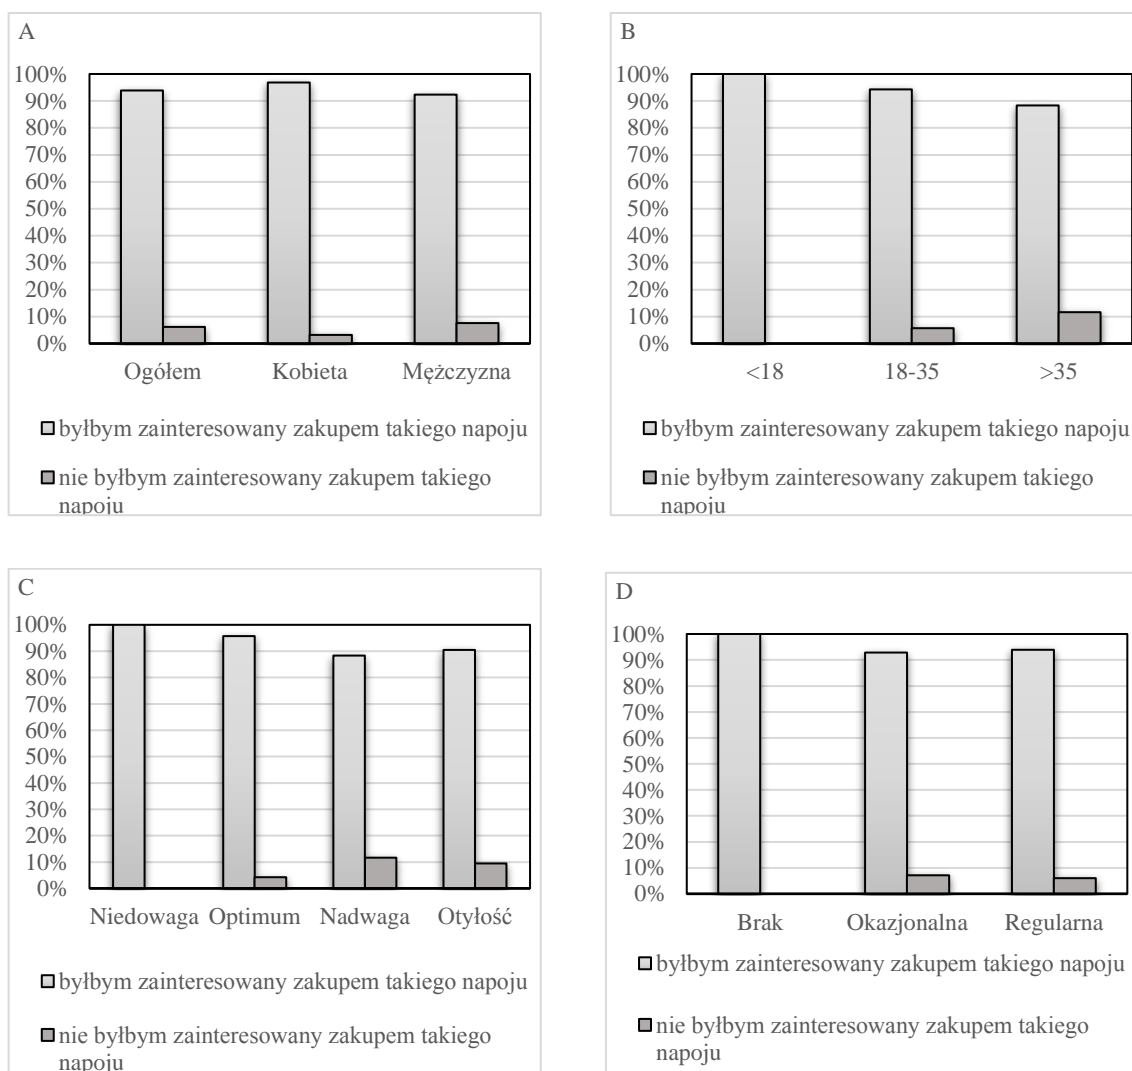 A
100%
90%
80%
70%
60%
50%
40%
30%
20%
10%
0%
Ogółem Kobieta Mężczyzna
byłbym zainteresowany zakupem takiego napoju
nie byłbym zainteresowany zakupem takiego
napoju
B
100%
90%
80%
70%
60%
50%
40%
30%
20%
10%
0%
<18 18-35 >35
byłbym zainteresowany zakupem takiego napoju
nie byłbym zainteresowany zakupem takiego
napoju
C
100%
90%
80%
70%
60%
50%
40%
30%
20%
10%
0%
Niedowaga Optimum Nadwaga Otyłość
byłbym zainteresowany zakupem takiego napoju
nie byłbym zainteresowany zakupem takiego
napoju
D
100%
90%
80%
70%
60%
50%
40%
30%
20%
10%
0%
Brak Okazjonalna Regularna
byłbym zainteresowany zakupem takiego napoju
nie byłbym zainteresowany zakupem takiego
napoju